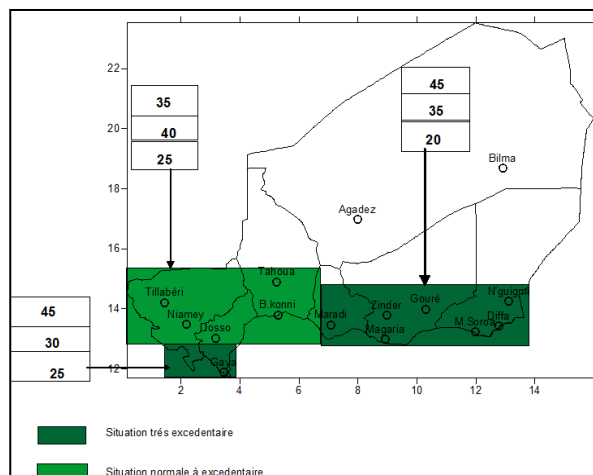 22
20
18
16
14
12
35
40
25
45
35
20
45
30
25
Bilma
Agadez
Tahoua
Tillabéri
B.konni
Niamey
Dosso
Gaya
Maradi
Zinder
Gouré
Magaria
N'guigmi
M.Soroa
Diffa
2 4 6 8 10 12 14
Situation trés excedentaire
Situation normale à excedentaire